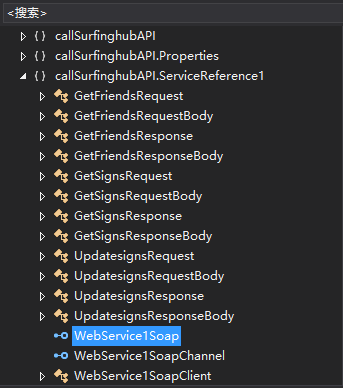 <搜索>
{ } callSurfinghubAPI
{ } callSurfinghubAPI.Properties
{ } callSurfinghubAPI.ServiceReference1
GetFriendsRequest
GetFriendsRequestBody
GetFriendsResponse
GetFriendsResponseBody
GetSignsRequest
GetSignsRequestBody
GetSignsResponse
GetSignsResponseBody
UpdatesignsRequest
UpdatesignsRequestBody
UpdatesignsResponse
UpdatesignsResponseBody
WebService1Soap
WebService1SoapChannel
WebService1SoapClient